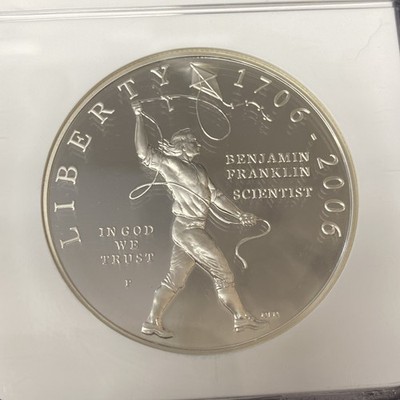 LIBERTY 1706-2006
BENJAMIN
FRANKLIN
SCIENTIST
IN GOD
WE
TRUST
P